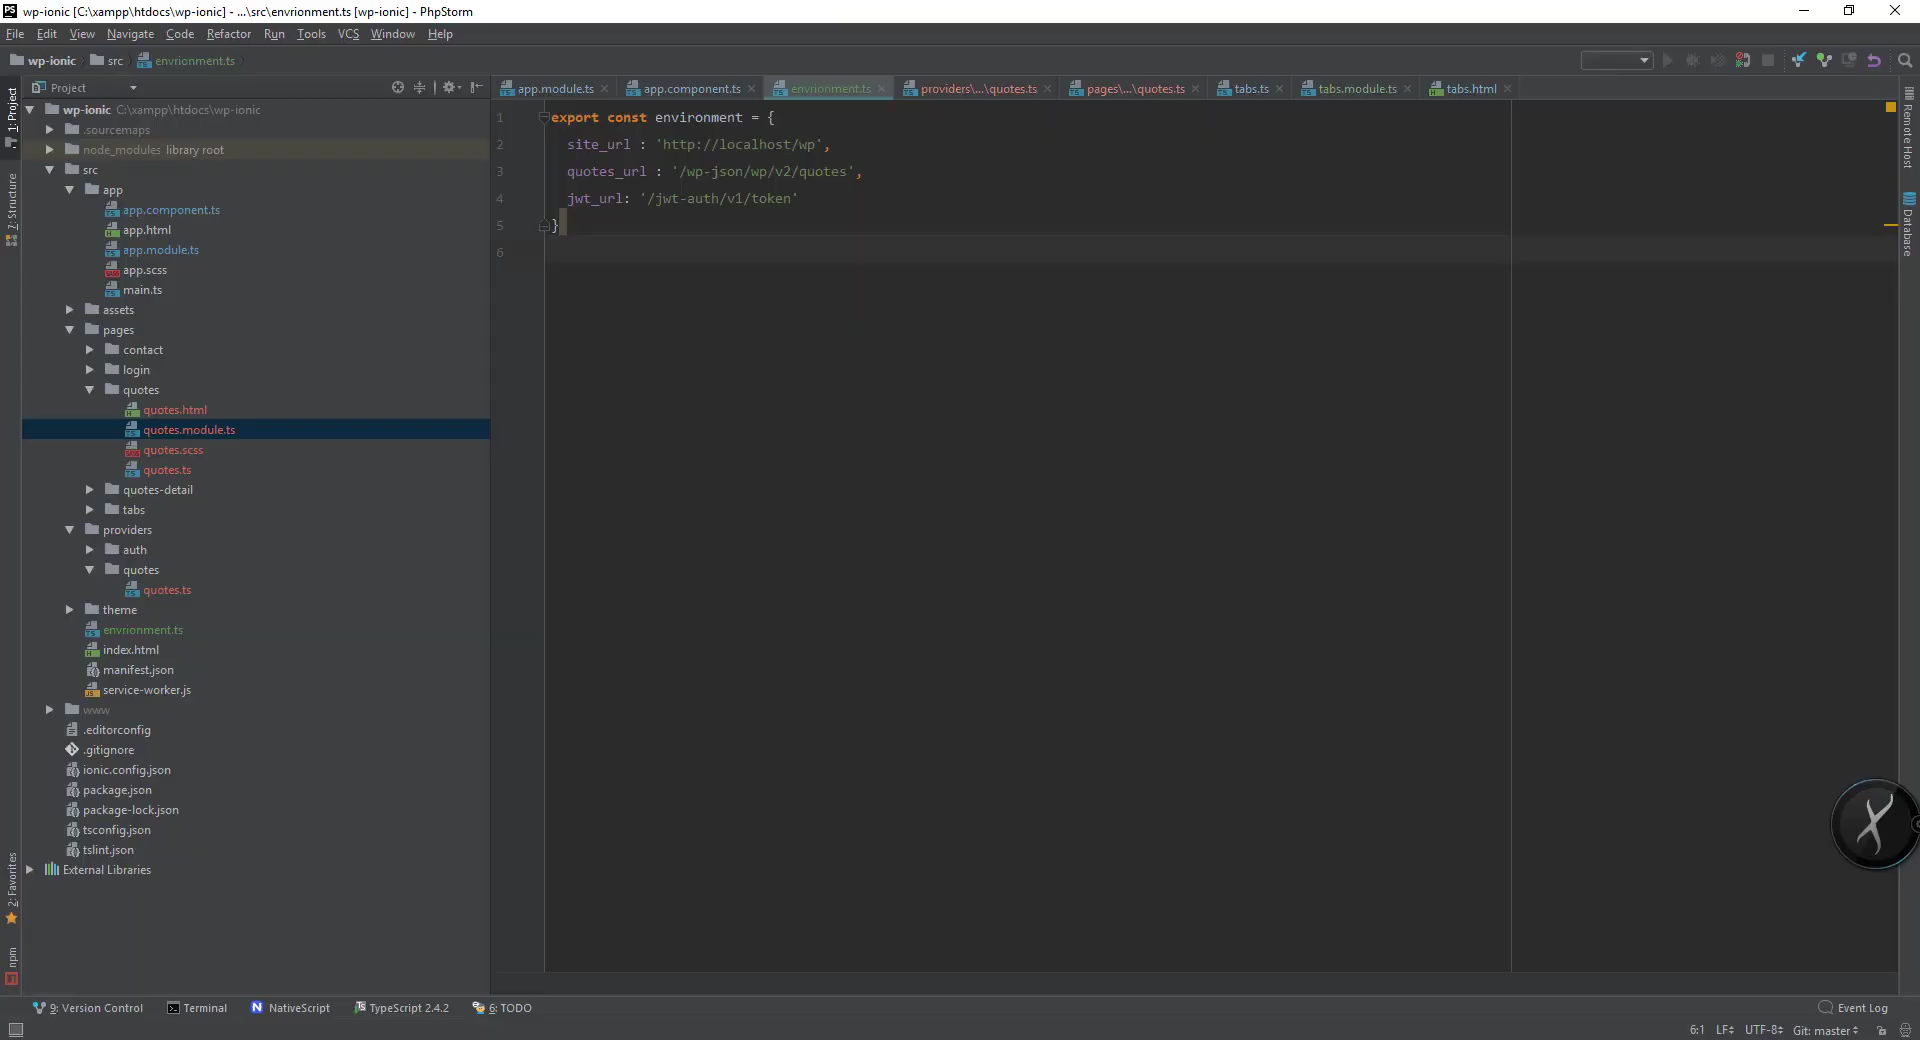 wp-ionic [C:\xampp\htdocs\wp-ionic] - ...\src\envrionment.ts [wp-ionic] - PhpStorm
File Edit View Navigate Code Refactor Run Tools VCS Window Help
wp-ionic src envrionment.ts
Project
app.module.ts app.component.ts envrionment.ts providers\...\quotes.ts pages\...\quotes.ts tabs.ts tabs.module.ts tabs.html
1: Project
7: Structure
2: Favorites
npm
wp-ionic C:\xampp\htdocs\wp-ionic
.sourcemaps
node_modules library root
src
app
app.component.ts
app.html
app.module.ts
app.scss
main.ts
assets
pages
contact
login
quotes
quotes.html
quotes.module.ts
quotes.scss
quotes.ts
quotes-detail
tabs
providers
auth
quotes
quotes.ts
theme
envrionment.ts
index.html
manifest.json
service-worker.js
www
.editorconfig
.gitignore
ionic.config.json
package.json
package-lock.json
tsconfig.json
tslint.json
External Libraries
1 export const environment = {
2 site_url : 'http://localhost/wp',
3 quotes_url : '/wp-json/wp/v2/quotes',
4 jwt_url: '/jwt-auth/v1/token'
5 }
6
Remote Host
Database
9: Version Control Terminal NativeScript TypeScript 2.4.2 6: TODO Event Log
6:1 LF UTF-8 Git: master